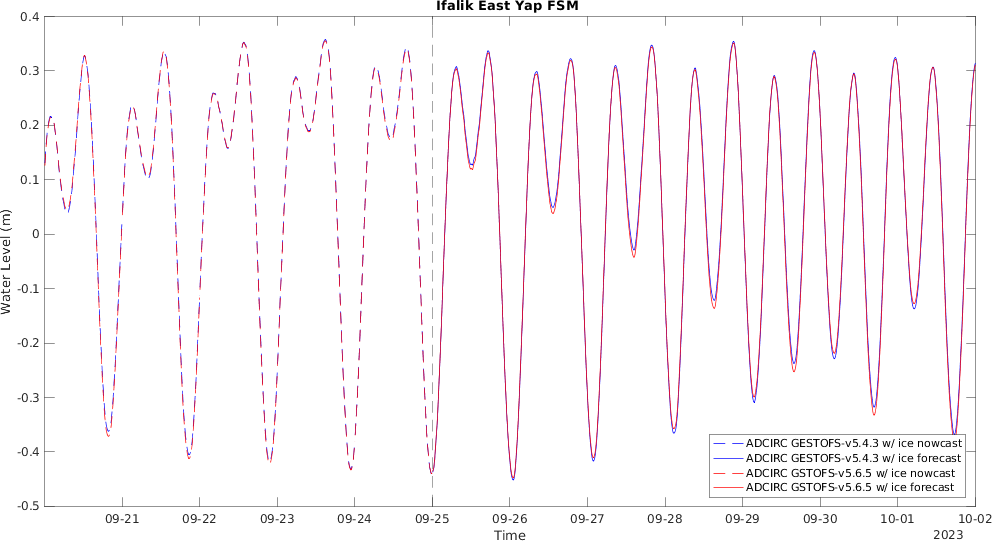 Ifalik East Yap FSM
0.4
0.3
0.2
0.1
0
-0.1
-0.2
-0.3
-0.4
-0.5
Water Level (m)
ADCIRC GESTOFS-v5.4.3 w/ ice nowcast
ADCIRC GESTOFS-v5.4.3 w/ ice forecast
ADCIRC GSTOFS-v5.6.5 w/ ice nowcast
ADCIRC GSTOFS-v5.6.5 w/ ice forecast
09-21 09-22 09-23 09-24 09-25 09-26 09-27 09-28 09-29 09-30 10-01 10-02
Time
2023